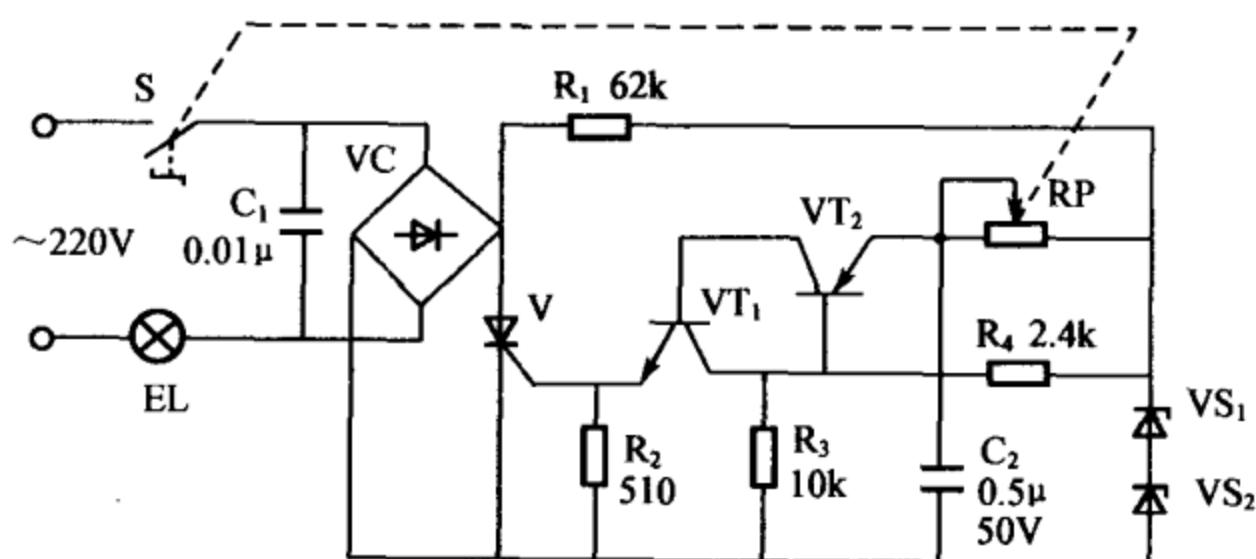 S
R₁ 62k
VC
C₁
0.01μ
～220V
EL
V
VT₁
VT₂
RP
R₄ 2.4k
R₂
510
R₃
10k
C₂
0.5μ
50V
VS₁
VS₂